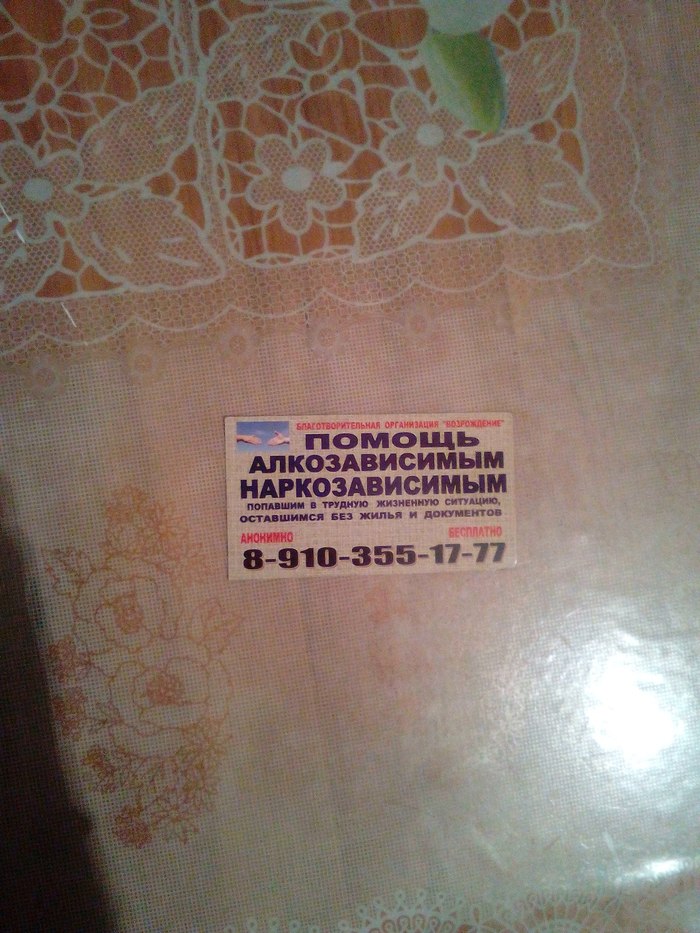 БЛАГОТВОРИТЕЛЬНАЯ ОРГАНИЗАЦИЯ "ВОЗРОЖДЕНИЕ"
ПОМОЩЬ
АЛКОЗАВИСИМЫМ
НАРКОЗАВИСИМЫМ
ПОПАВШИМ В ТРУДНУЮ ЖИЗНЕННУЮ СИТУАЦИЮ,
ОСТАВШИМСЯ БЕЗ ЖИЛЬЯ И ДОКУМЕНТОВ
АНОНИМНО БЕСПЛАТНО
8-910-355-17-77